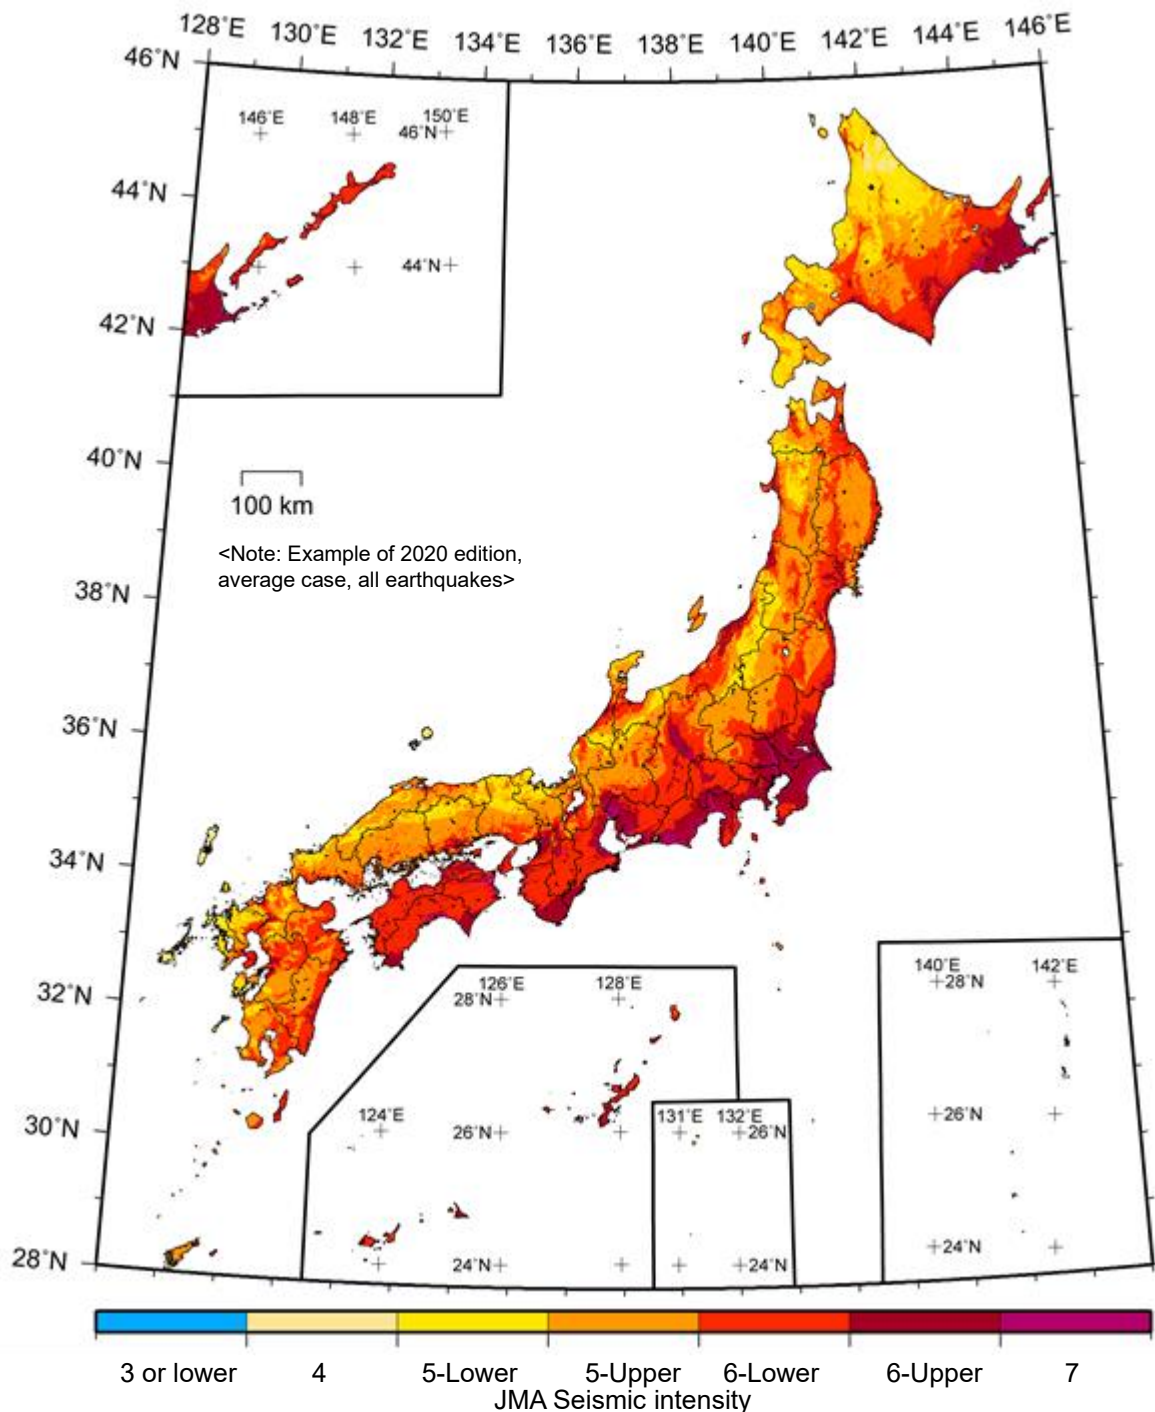 128°E 130°E 132°E 134°E 136°E 138°E 140°E 142°E 144°E 146°E
46°N
146°E 148°E 150°E
46°N
44°N
44°N
42°N
40°N
100 km
<Note: Example of 2020 edition,
average case, all earthquakes>
38°N
36°N
34°N
32°N
126°E 128°E
28°N
140°E 142°E
28°N
30°N
124°E
26°N
131°E 132°E
26°N
26°N
28°N
24°N
24°N
24°N
3 or lower 4 5-Lower 5-Upper 6-Lower 6-Upper 7
JMA Seismic intensity